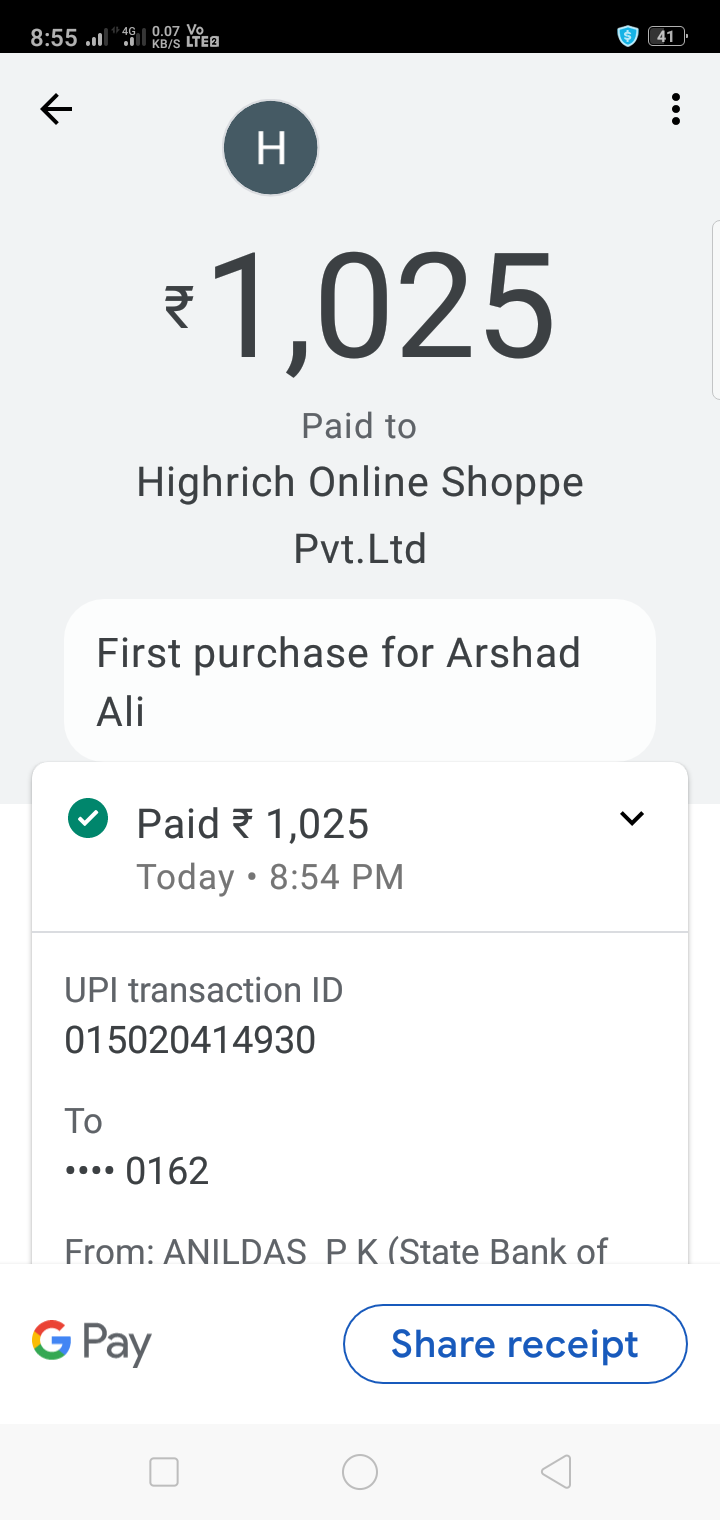 8:55 4G 0.07 KB/S Vo LTE2 41
H
₹1,025
Paid to
Highrich Online Shoppe
Pvt.Ltd
First purchase for Arshad
Ali
Paid ₹ 1,025
Today • 8:54 PM
UPI transaction ID
015020414930
To
•••• 0162
From: ANILDAS P K (State Bank of
G Pay
Share receipt